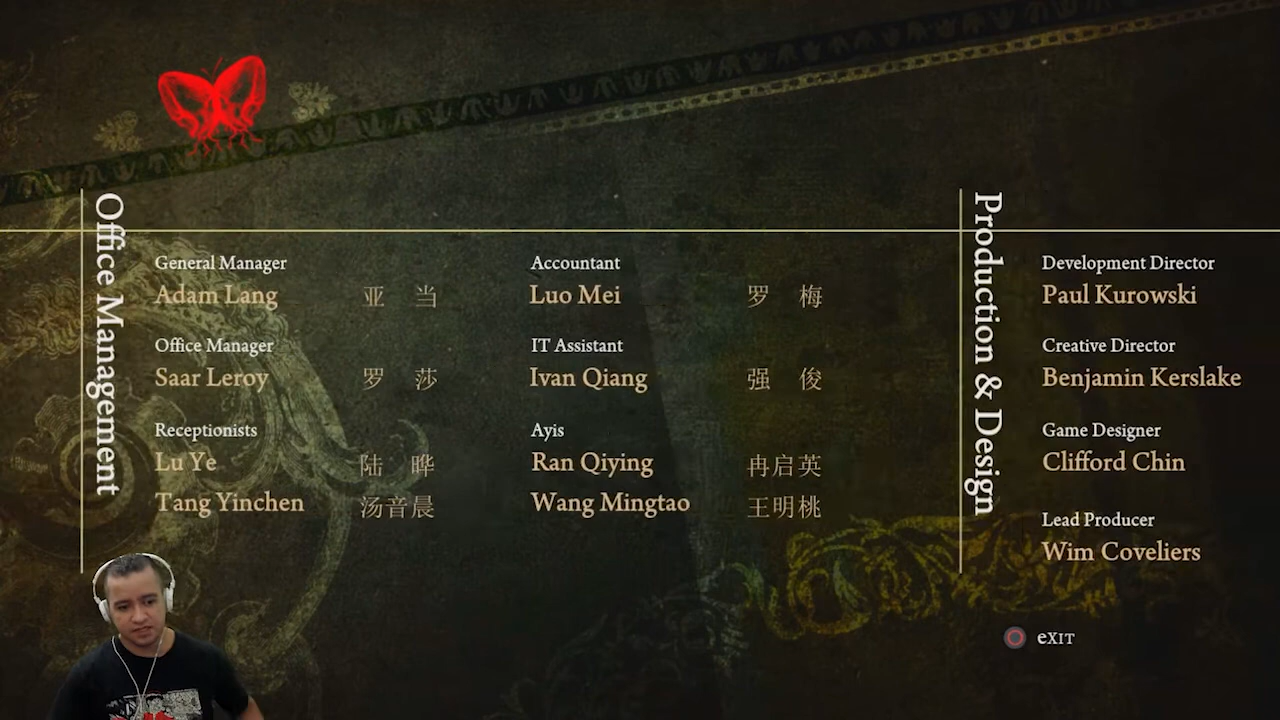 Office Management
General Manager
Adam Lang 亚 当
Office Manager
Saar Leroy 罗 莎
Receptionists
Lu Ye 陆 晔
Tang Yinchen 汤音晨
Accountant
Luo Mei 罗 梅
IT Assistant
Ivan Qiang 强 俊
Ayis
Ran Qiying 冉启英
Wang Mingtao 王明桃
Production & Design
Development Director
Paul Kurowski
Creative Director
Benjamin Kerslake
Game Designer
Clifford Chin
Lead Producer
Wim Coveliers
eXIT